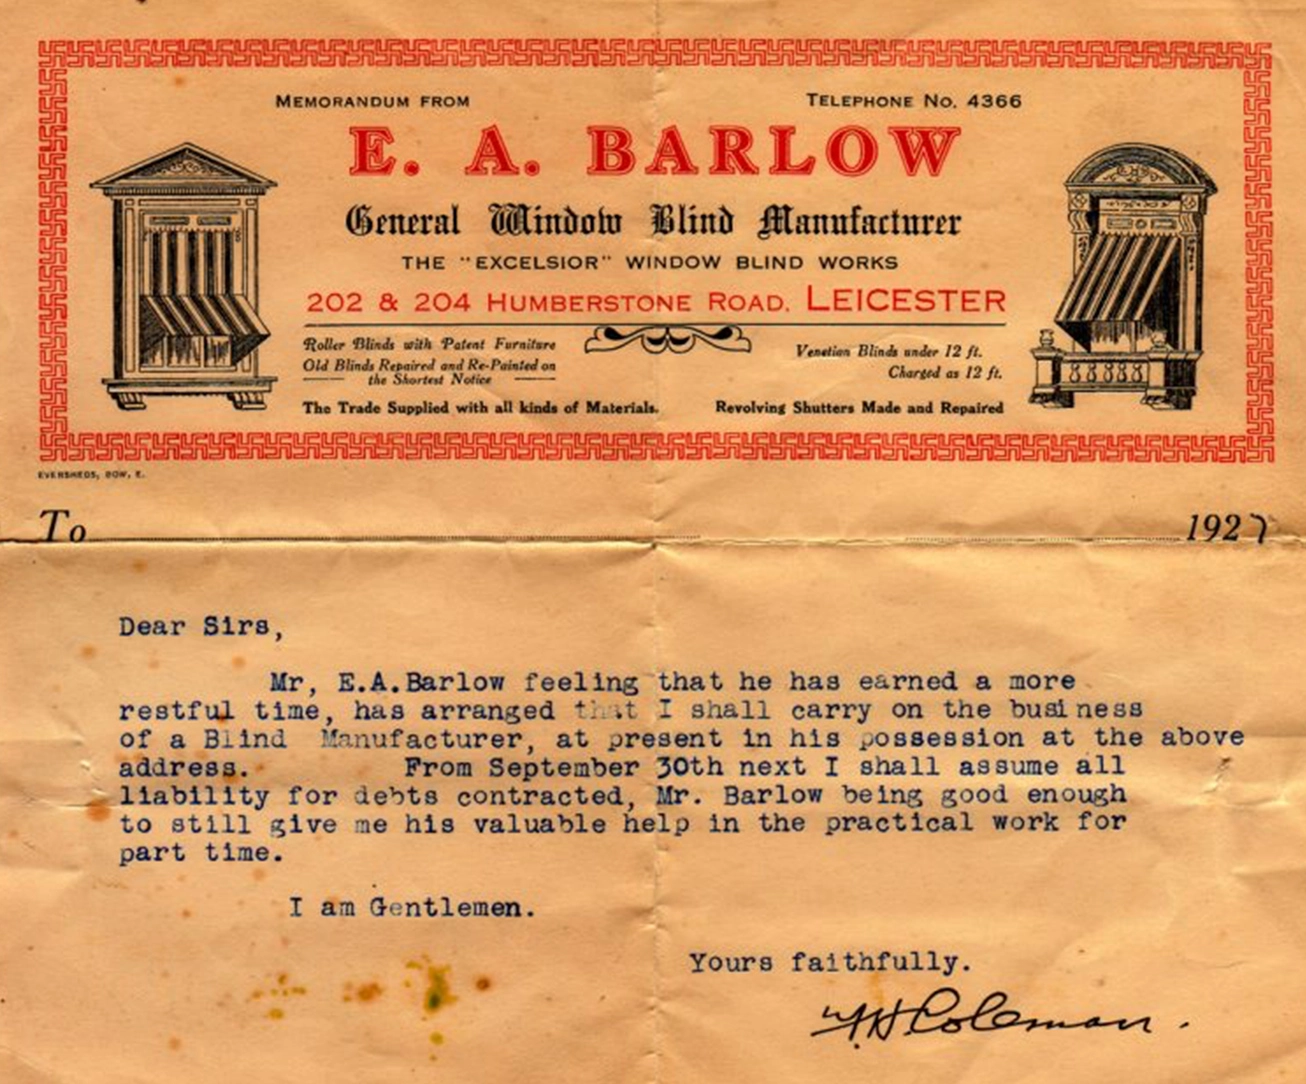 MEMORANDUM FROM
TELEPHONE NO. 4366
E. A. BARLOW
General Window Blind Manufacturer
THE "EXCELSIOR" WINDOW BLIND WORKS
202 & 204 HUMBERSTONE ROAD, LEICESTER
Roller Blinds with Patent Furniture
Old Blinds Repaired and Re-Painted on
the Shortest Notice
Venetian Blinds under 12 ft.
Charged as 12 ft.
The Trade Supplied with all kinds of Materials.
Revolving Shutters Made and Repaired
EVERSHEDS, BOW, E.
To 1927
Dear Sirs,
Mr, E.A.Barlow feeling that he has earned a more
restful time, has arranged that I shall carry on the business
of a Blind Manufacturer, at present in his possession at the above
address. From September 30th next I shall assume all
liability for debts contracted, Mr. Barlow being good enough
to still give me his valuable help in the practical work for
part time.
I am Gentlemen.
Yours faithfully.
Coleman.